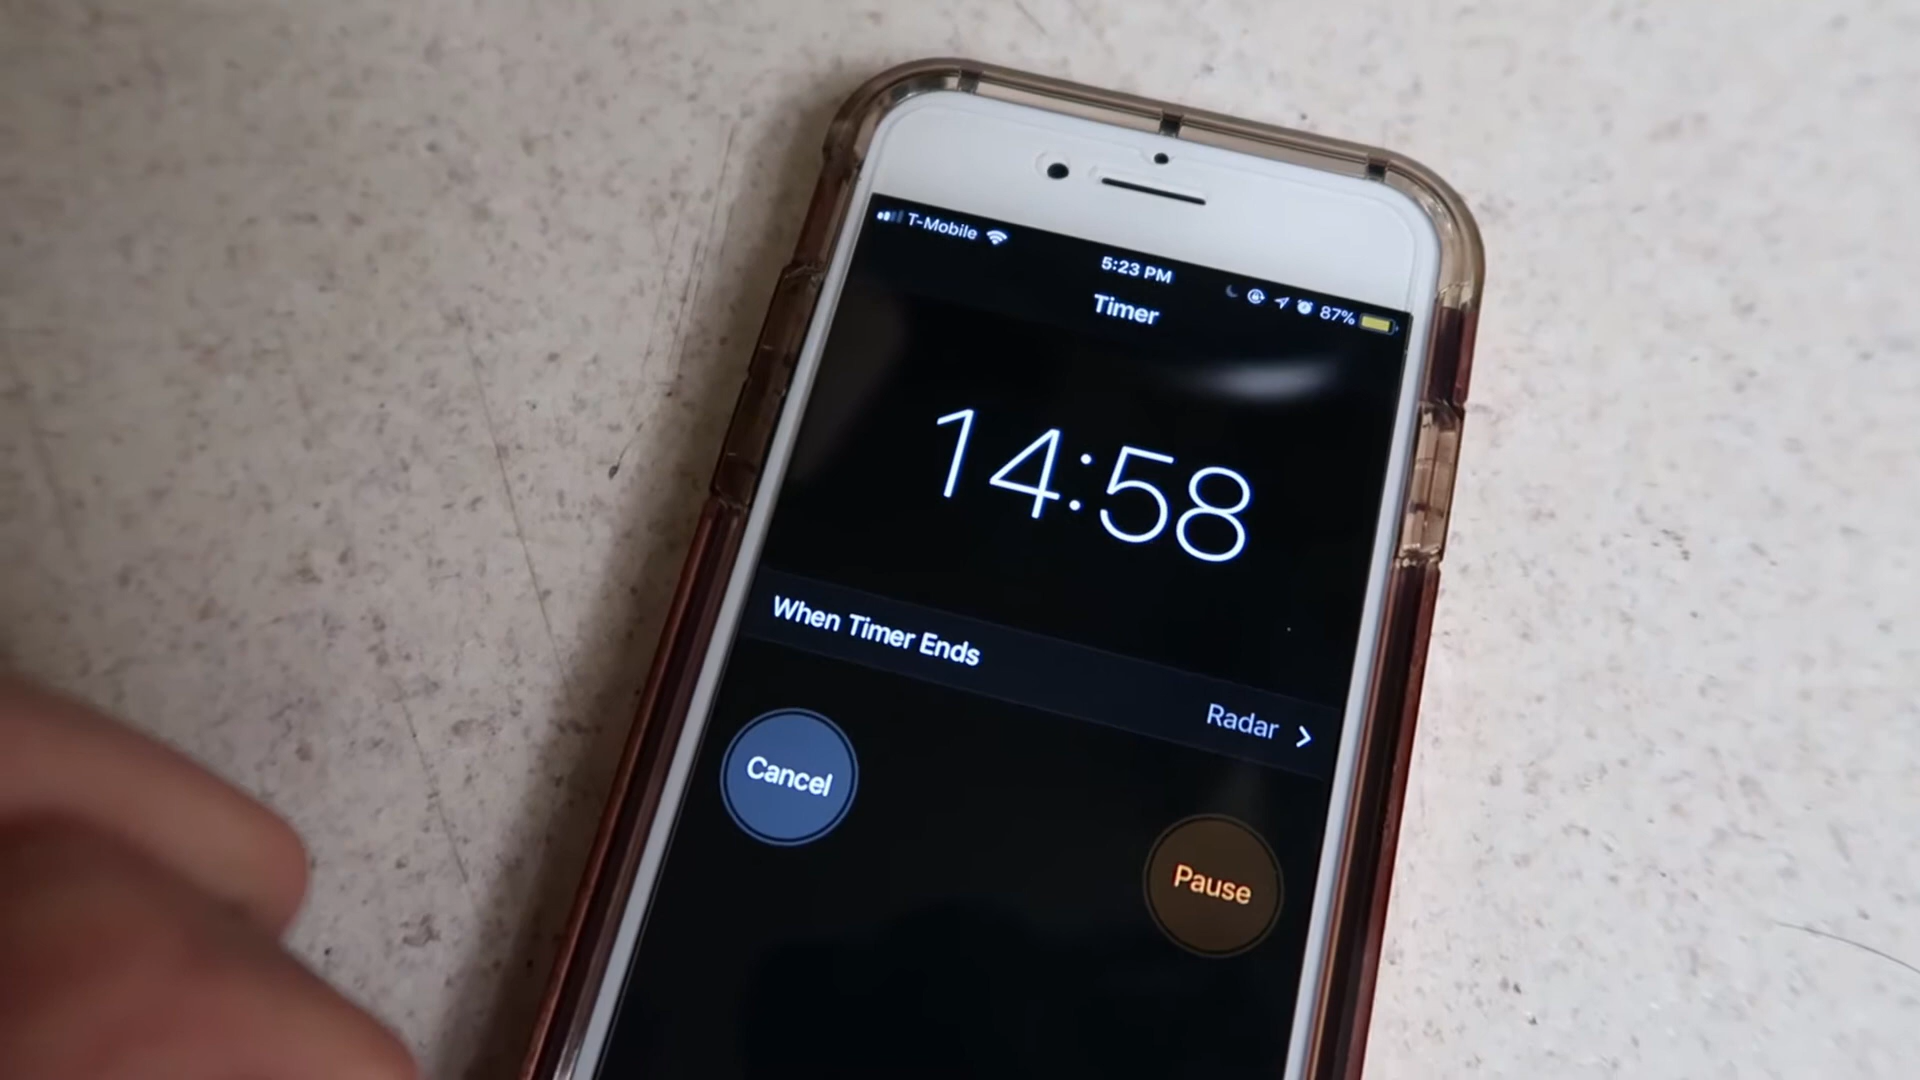 T-Mobile
5:23 PM
87%
Timer
14:58
When Timer Ends
Radar >
Cancel
Pause